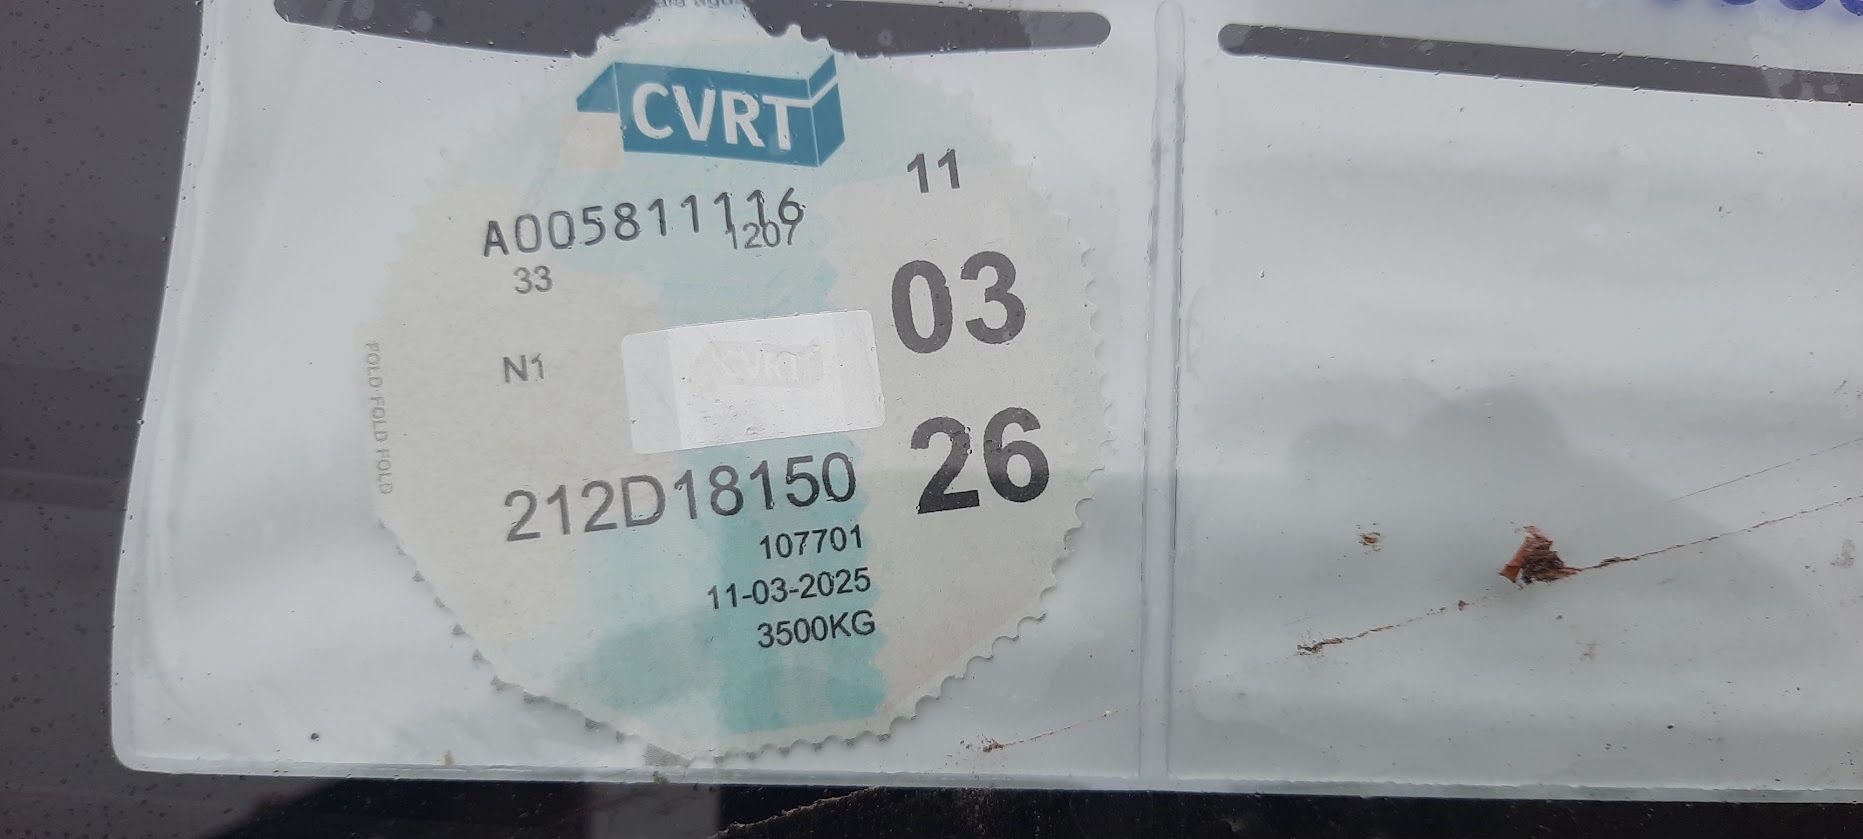 CVRT
11
A005811116
1207
33
03
N1
CVRT
26
FOLD FOLD FOLD
212D18150
107701
11-03-2025
3500KG